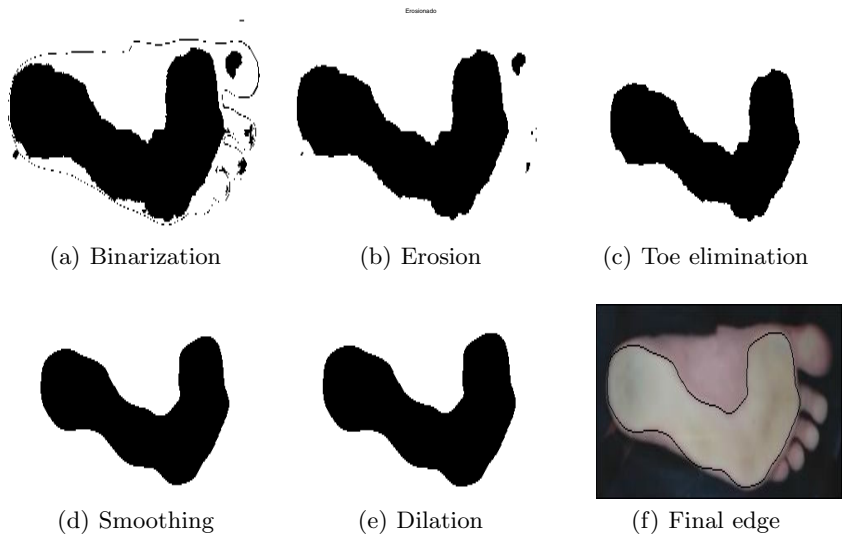 Erosionado
(a) Binarization
(b) Erosion
(c) Toe elimination
(d) Smoothing
(e) Dilation
(f) Final edge